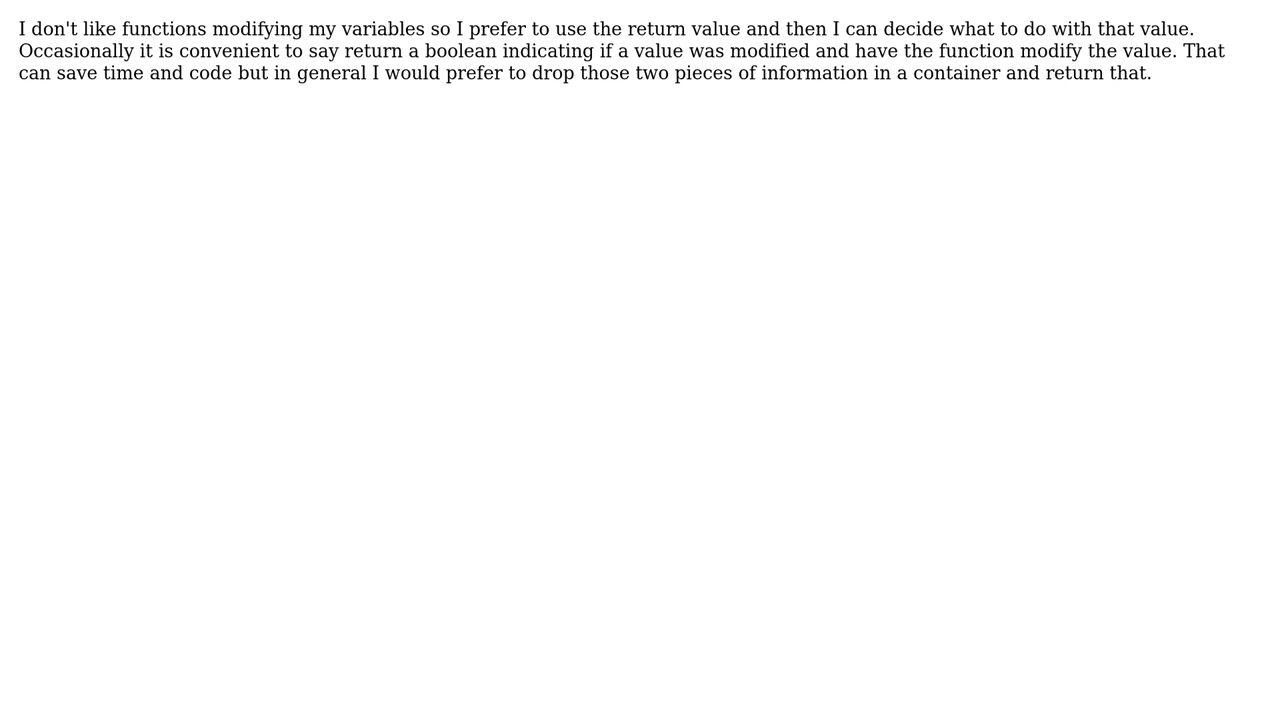 I don't like functions modifying my variables so I prefer to use the return value and then I can decide what to do with that value.
Occasionally it is convenient to say return a boolean indicating if a value was modified and have the function modify the value. That
can save time and code but in general I would prefer to drop those two pieces of information in a container and return that.